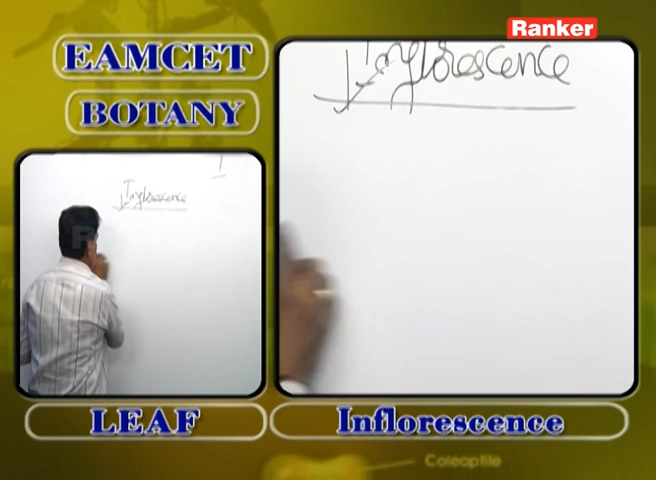 Ranker
EAMCET
BOTANY
Inflorescence
Inflorescence
LEAF
Inflorescence
Coleoptile